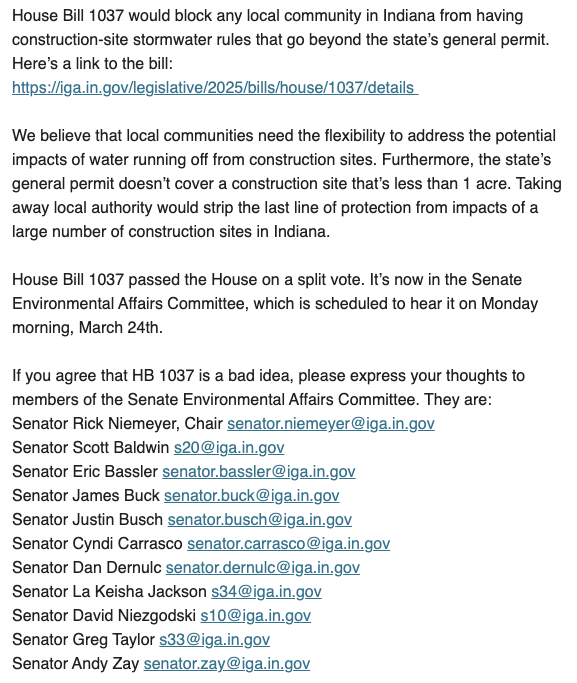 House Bill 1037 would block any local community in Indiana from having
construction-site stormwater rules that go beyond the state’s general permit.
Here’s a link to the bill:
https://iga.in.gov/legislative/2025/bills/house/1037/details
We believe that local communities need the flexibility to address the potential
impacts of water running off from construction sites. Furthermore, the state’s
general permit doesn’t cover a construction site that’s less than 1 acre. Taking
away local authority would strip the last line of protection from impacts of a
large number of construction sites in Indiana.
House Bill 1037 passed the House on a split vote. It’s now in the Senate
Environmental Affairs Committee, which is scheduled to hear it on Monday
morning, March 24th.
If you agree that HB 1037 is a bad idea, please express your thoughts to
members of the Senate Environmental Affairs Committee. They are:
Senator Rick Niemeyer, Chair senator.niemeyer@iga.in.gov
Senator Scott Baldwin s20@iga.in.gov
Senator Eric Bassler senator.bassler@iga.in.gov
Senator James Buck senator.buck@iga.in.gov
Senator Justin Busch senator.busch@iga.in.gov
Senator Cyndi Carrasco senator.carrasco@iga.in.gov
Senator Dan Dernulc senator.dernulc@iga.in.gov
Senator La Keisha Jackson s34@iga.in.gov
Senator David Niezgodski s10@iga.in.gov
Senator Greg Taylor s33@iga.in.gov
Senator Andy Zay senator.zay@iga.in.gov